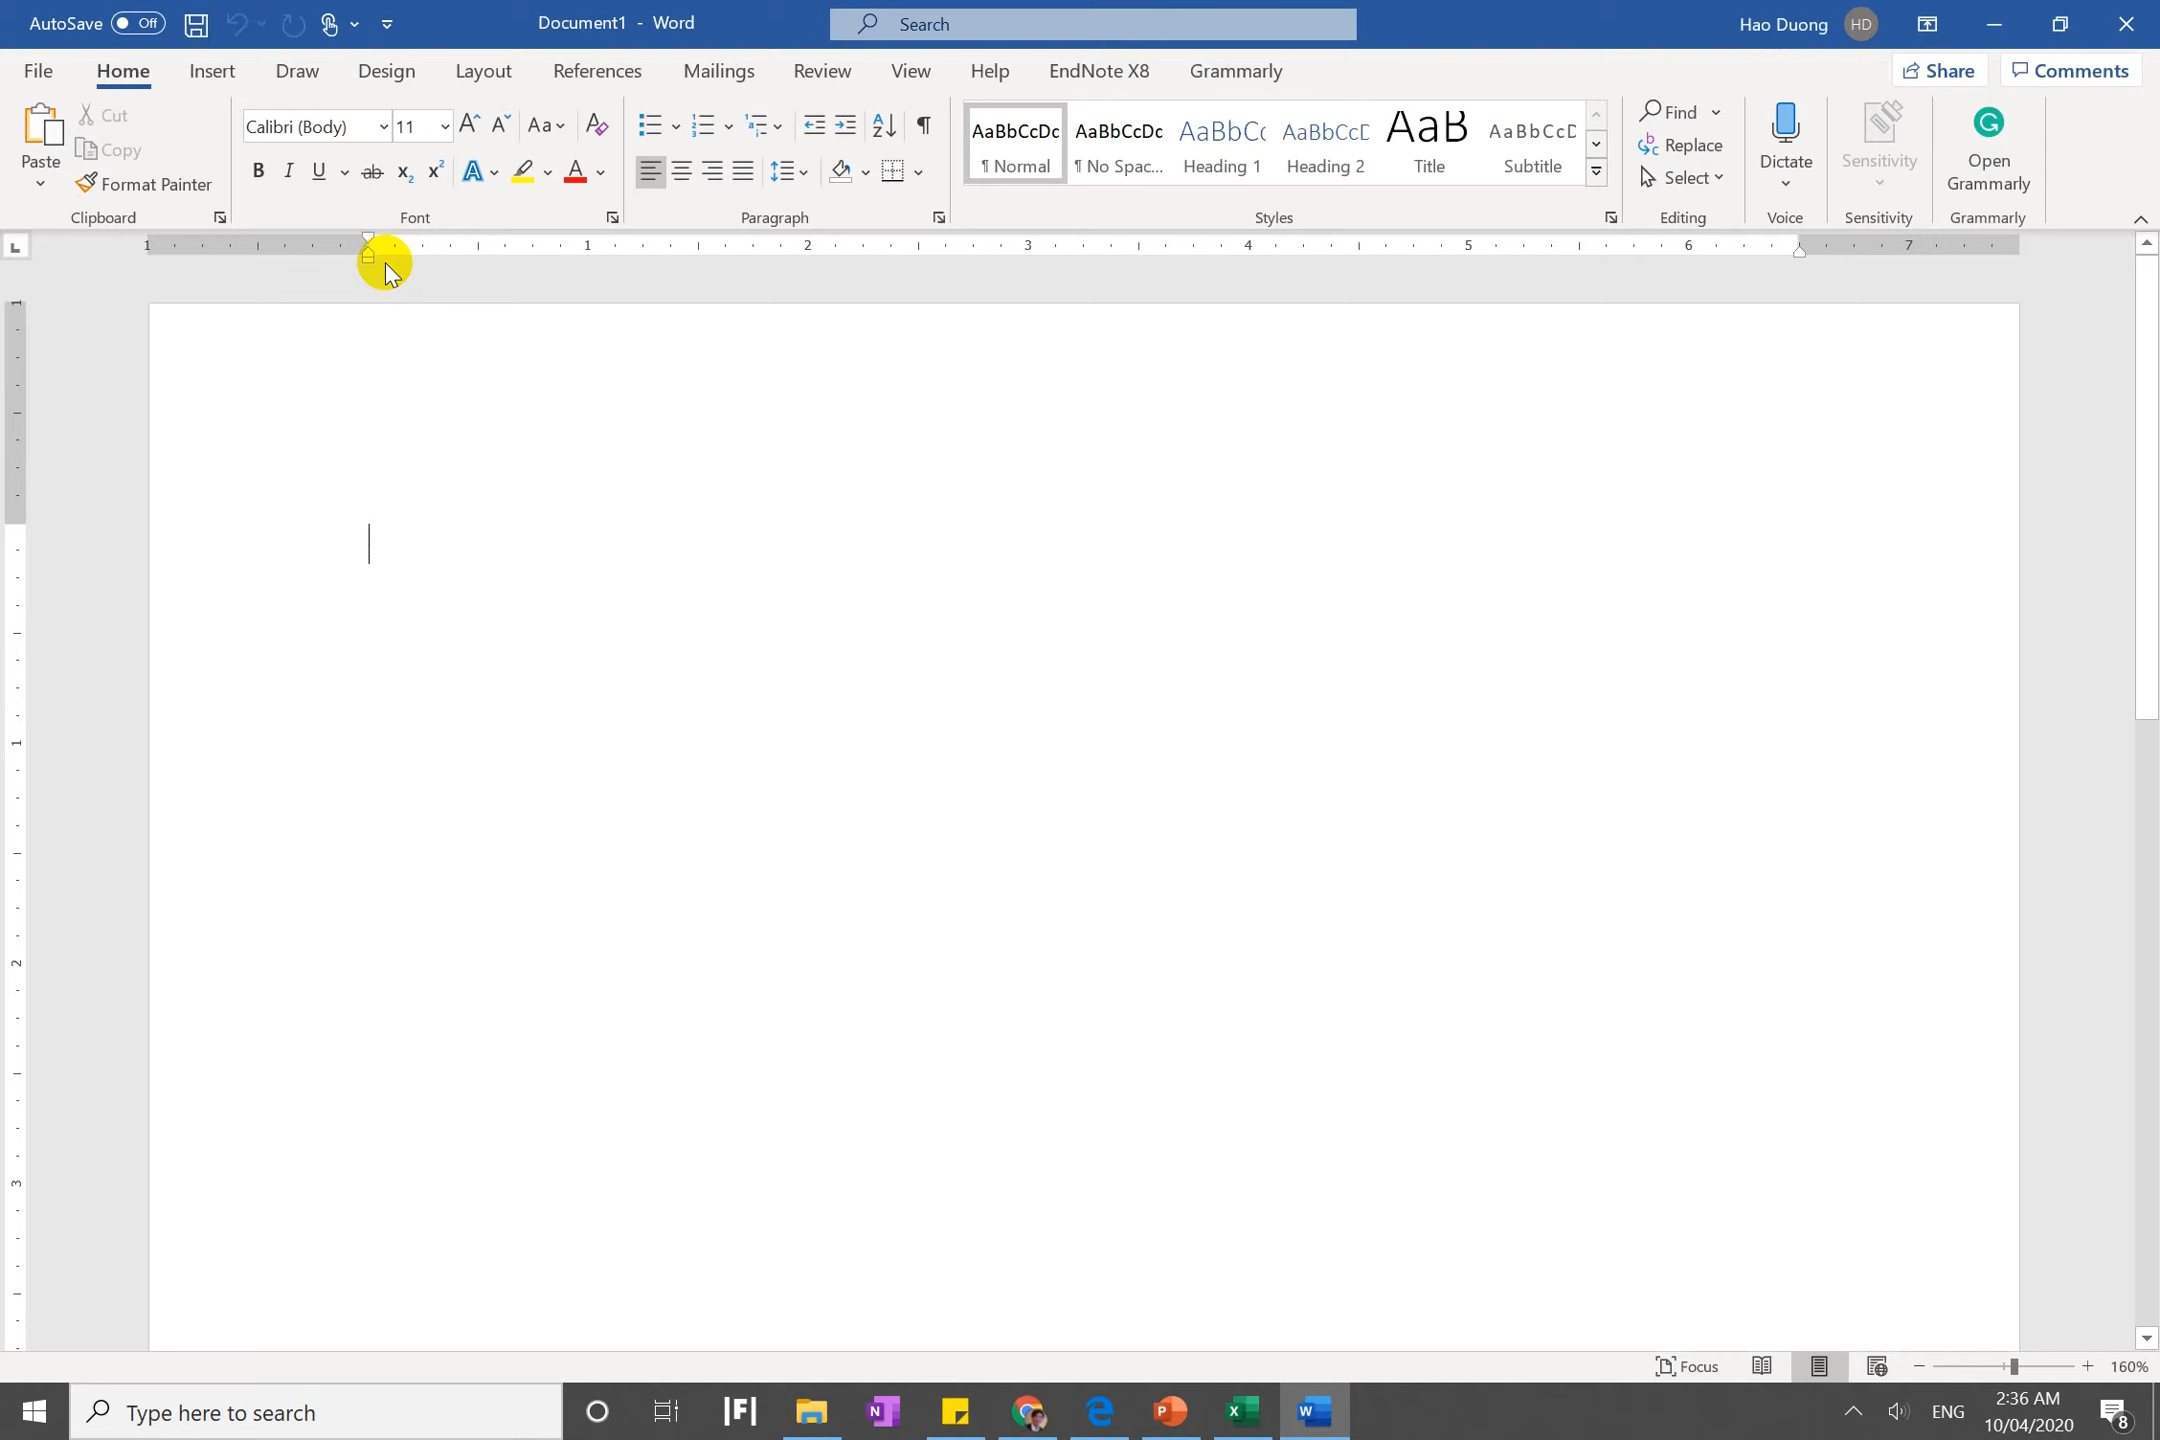 AutoSave Off Document1 - Word Search Hao Duong HD
File Home Insert Draw Design Layout References Mailings Review View Help EndNote X8 Grammarly Share Comments
Paste
Cut
Copy
Format Painter
Clipboard
Calibri (Body) 11
Font
Paragraph
AaBbCcDc AaBbCcDc AaBbCc AaBbCcD AaB AaBbCcD
¶ Normal ¶ No Spac... Heading 1 Heading 2 Title Subtitle
Styles
Find
Replace
Select
Editing
Dictate
Voice
Sensitivity
Sensitivity
Open
Grammarly
Grammarly
1 1 2 3 4 5 6 7
1
1
2
3
Focus 160%
Type here to search
ENG
2:36 AM
10/04/2020
8